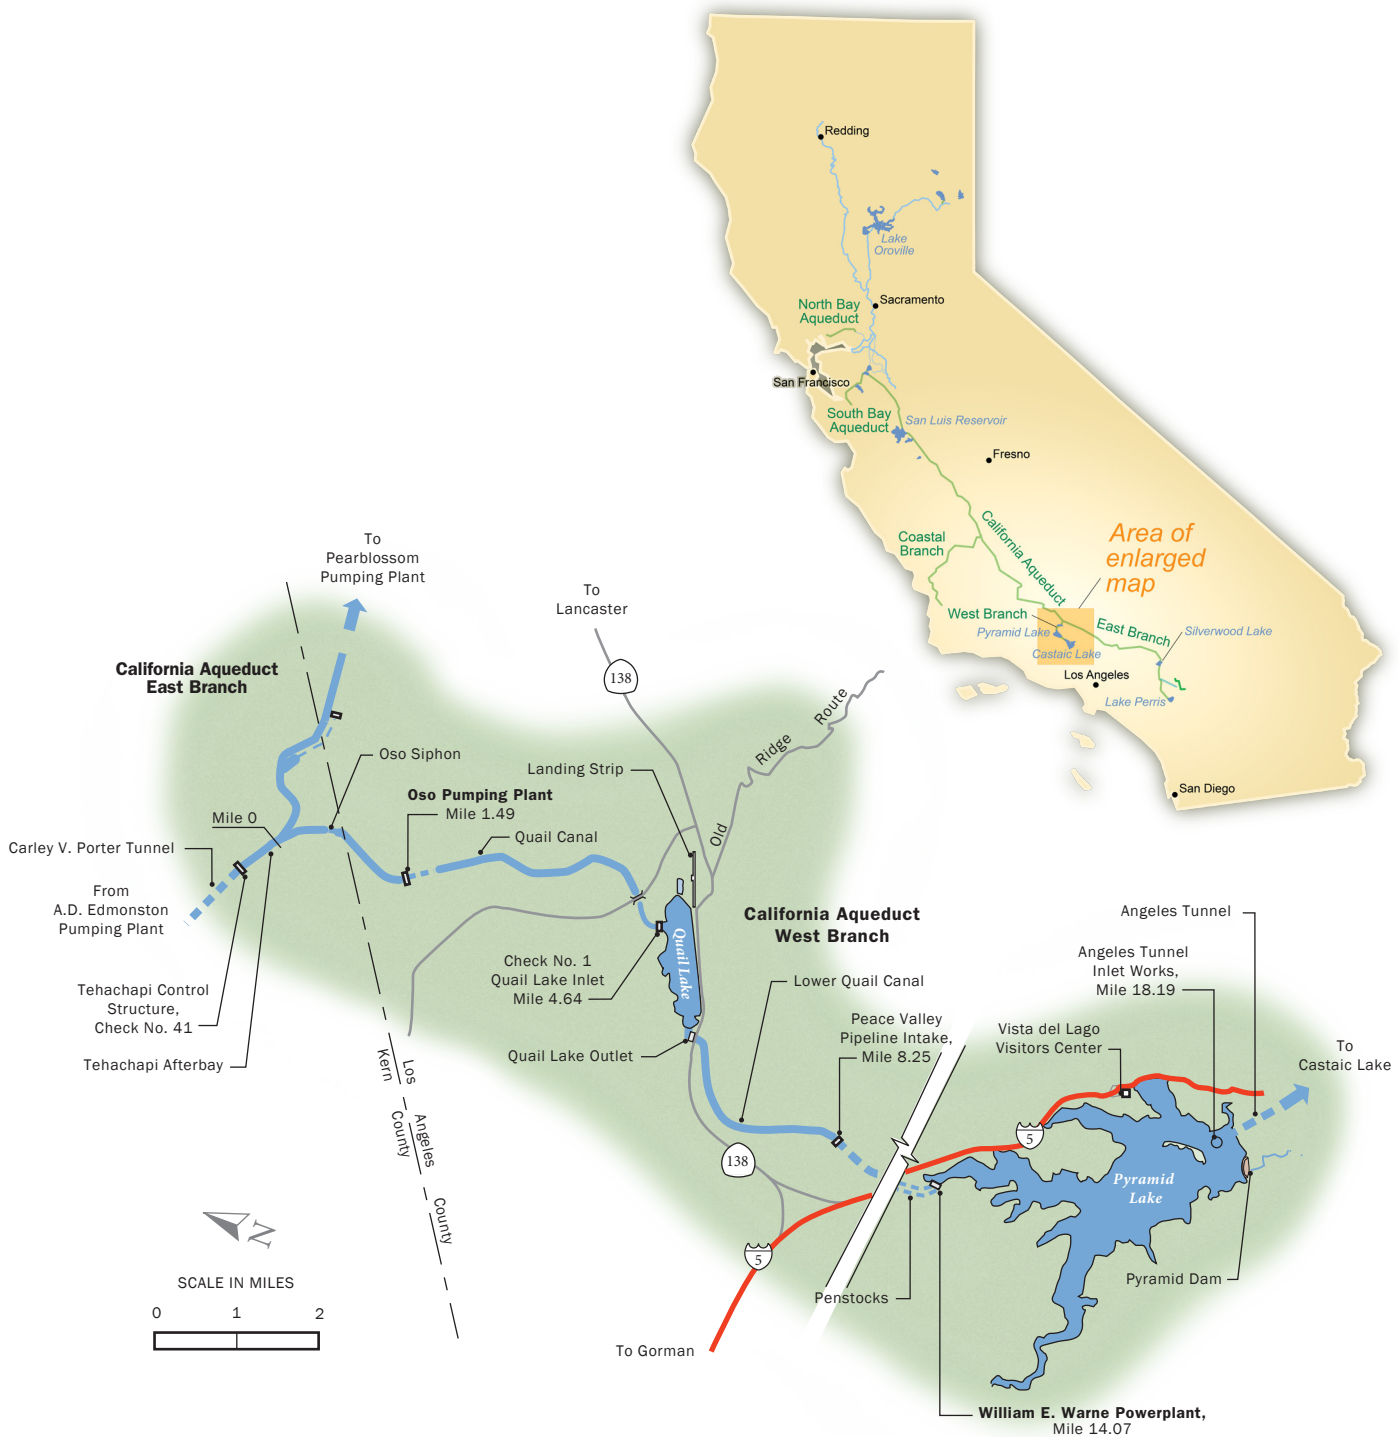 Redding
Lake
Oroville
North Bay
Aqueduct
Sacramento
San Francisco
South Bay
Aqueduct
San Luis Reservoir
Fresno
Coastal
Branch
California Aqueduct
Area of
enlarged
map
West Branch
Pyramid Lake
East Branch
Silverwood Lake
Castaic Lake
Los Angeles
Lake Perris
San Diego
To
Pearblossom
Pumping Plant
To
Lancaster
California Aqueduct
East Branch
138
Oso Siphon
Landing Strip
Old
Ridge
Route
Oso Pumping Plant
Mile 1.49
Mile 0
Quail Canal
Carley V. Porter Tunnel
From
A.D. Edmonston
Pumping Plant
California Aqueduct
West Branch
Quail Lake
Check No. 1
Quail Lake Inlet
Mile 4.64
Lower Quail Canal
Angeles Tunnel
Angeles Tunnel
Inlet Works,
Mile 18.19
Tehachapi Control
Structure,
Check No. 41
Peace Valley
Pipeline Intake,
Mile 8.25
Vista del Lago
Visitors Center
To
Castaic Lake
Quail Lake Outlet
Tehachapi Afterbay
Kern
County
Los
Angeles
County
5
138
Pyramid
Lake
N
5
SCALE IN MILES
0 1 2
Pyramid Dam
Penstocks
To Gorman
William E. Warne Powerplant,
Mile 14.07